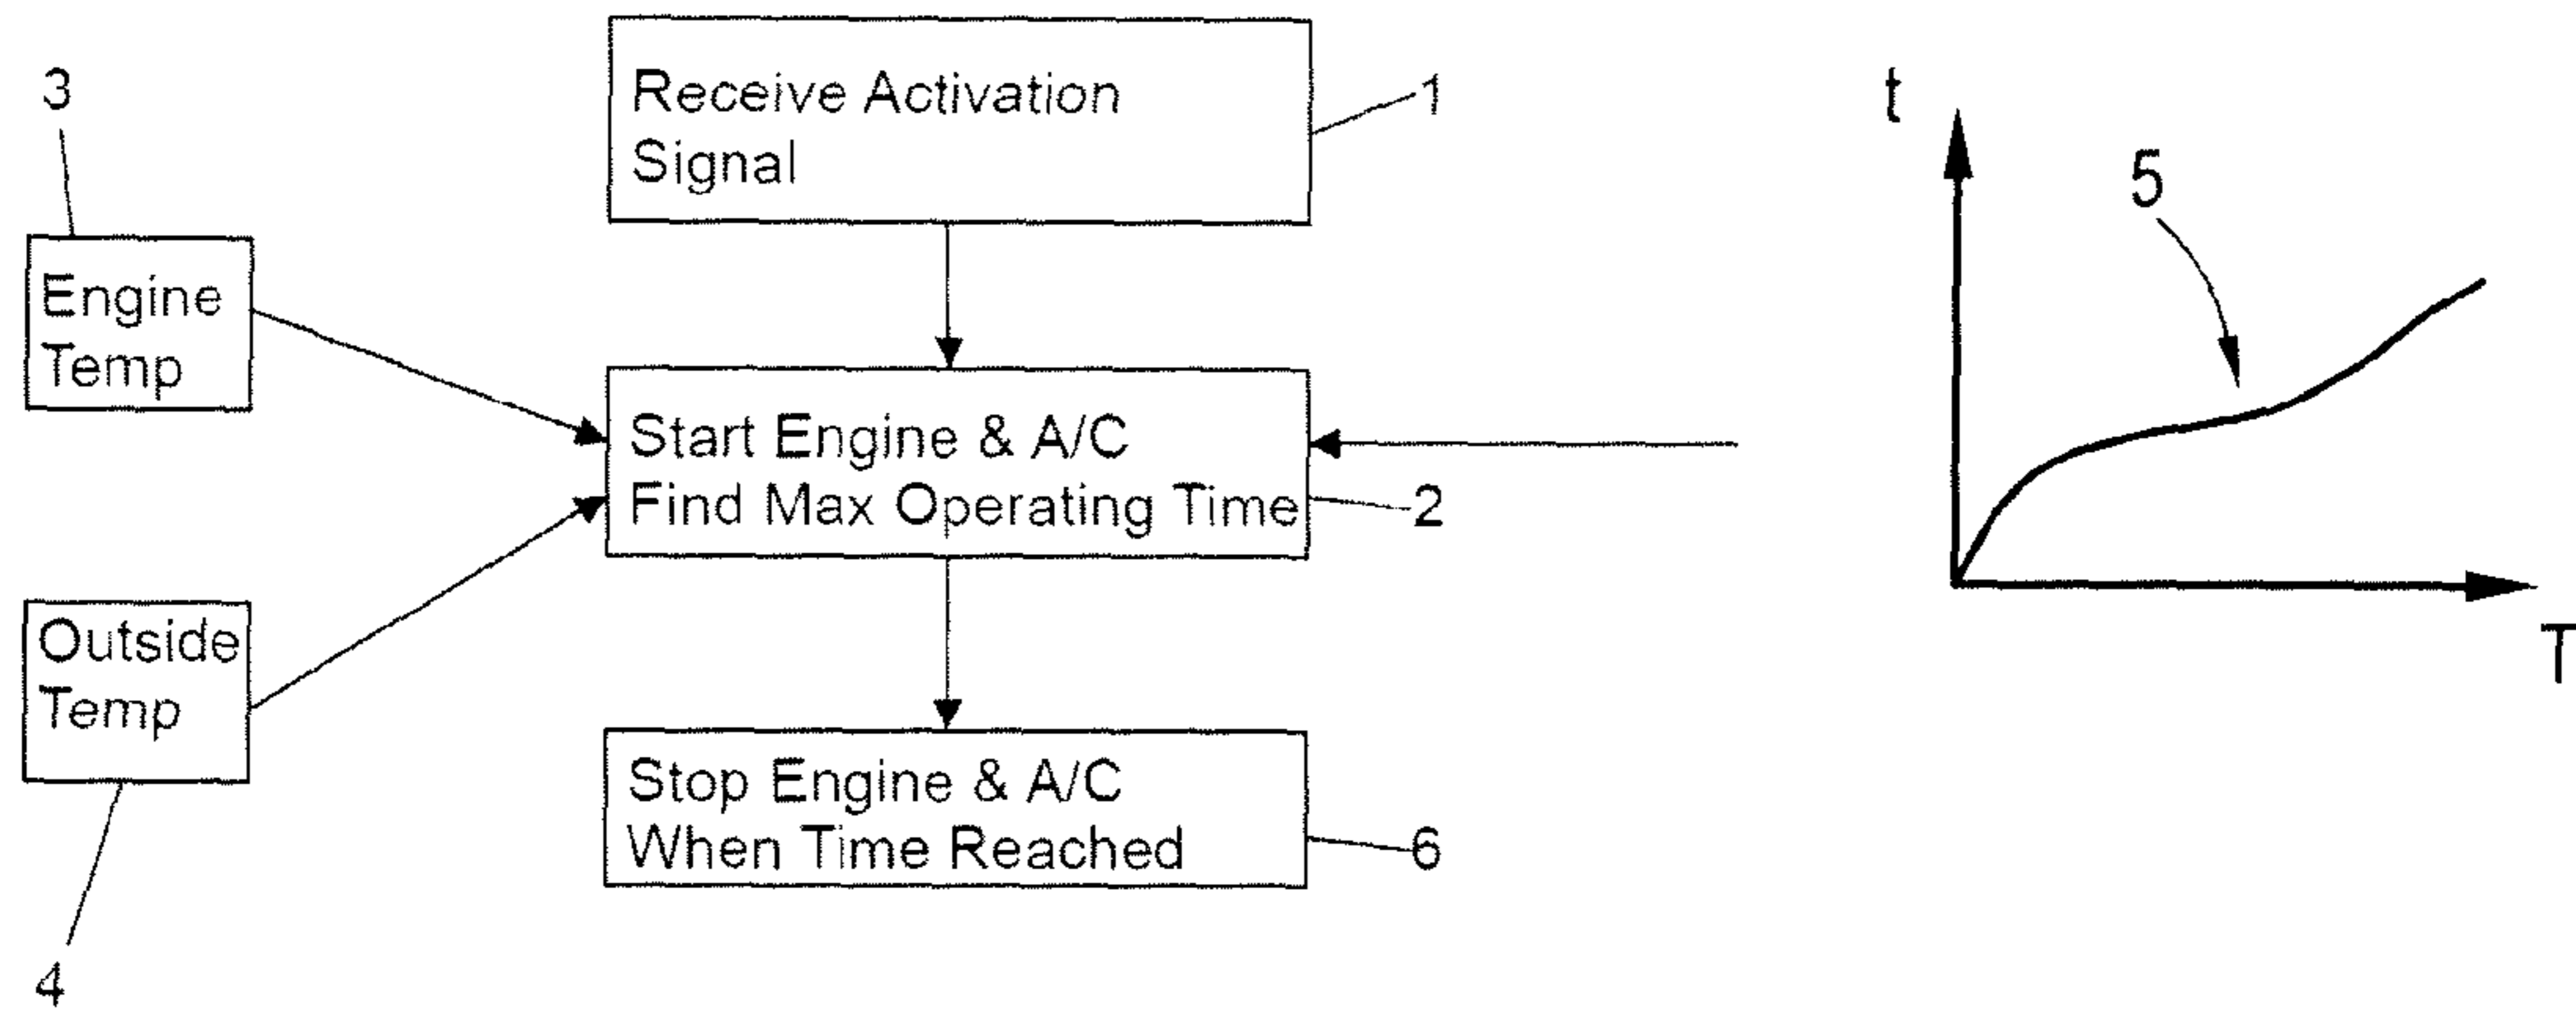 Receive Activation
Signal
1
3
Engine
Temp
Start Engine & A/C
Find Max Operating Time
2
Outside
Temp
4
Stop Engine & A/C
When Time Reached
6
t
5
T